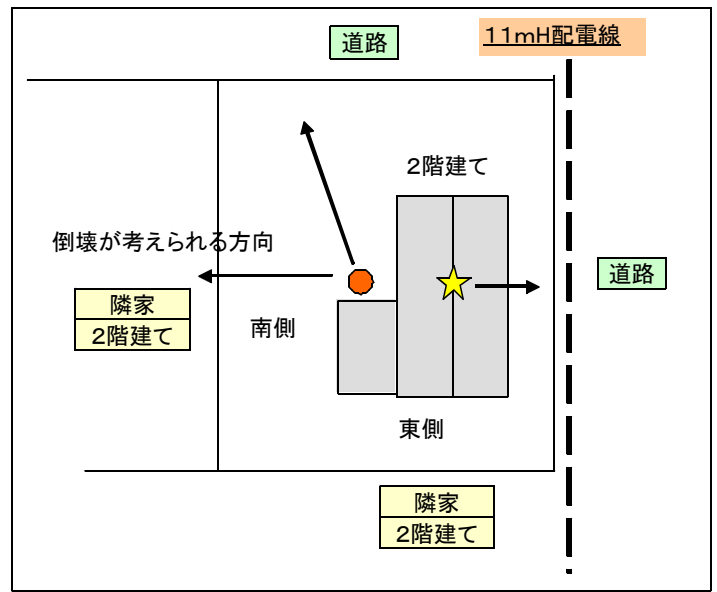 道路
11mH配電線
2階建て
倒壊が考えられる方向
道路
隣家
2階建て
南側
東側
隣家
2階建て